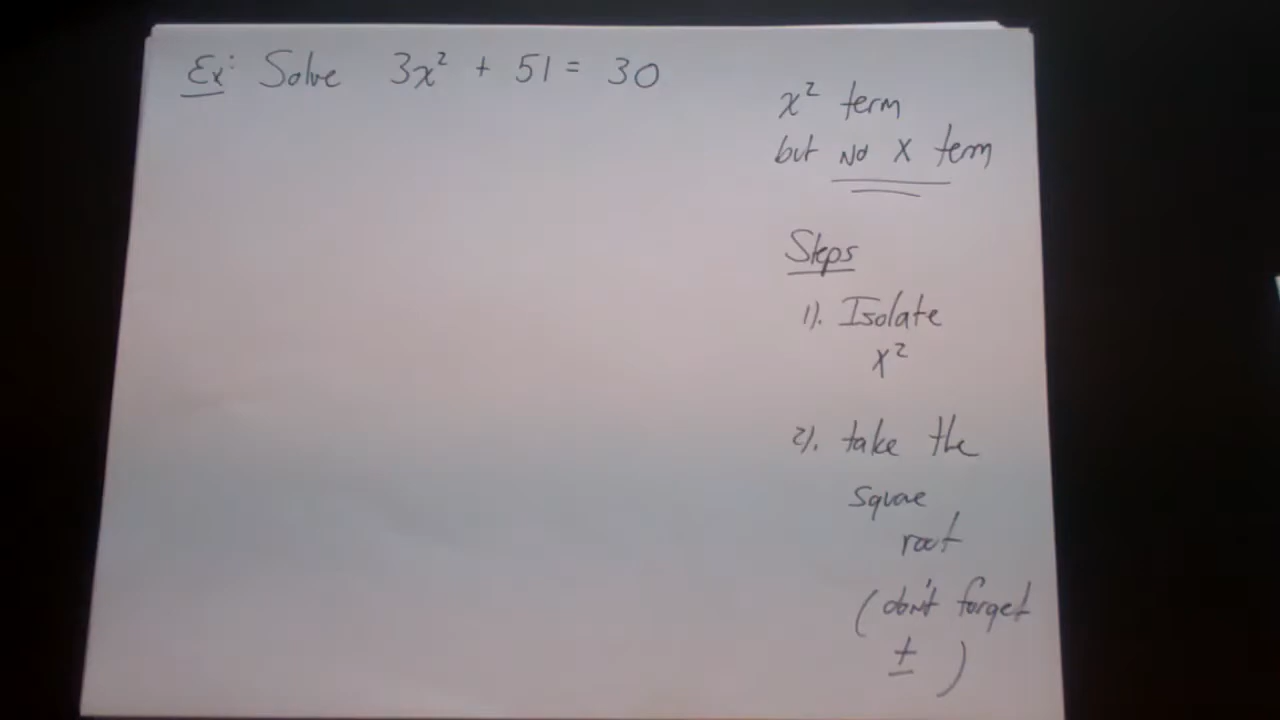 Ex: Solve 3x² + 51 = 30
x² term
but no x term
Steps
1). Isolate
x²
2). take the
square
root
(don't forget
±)